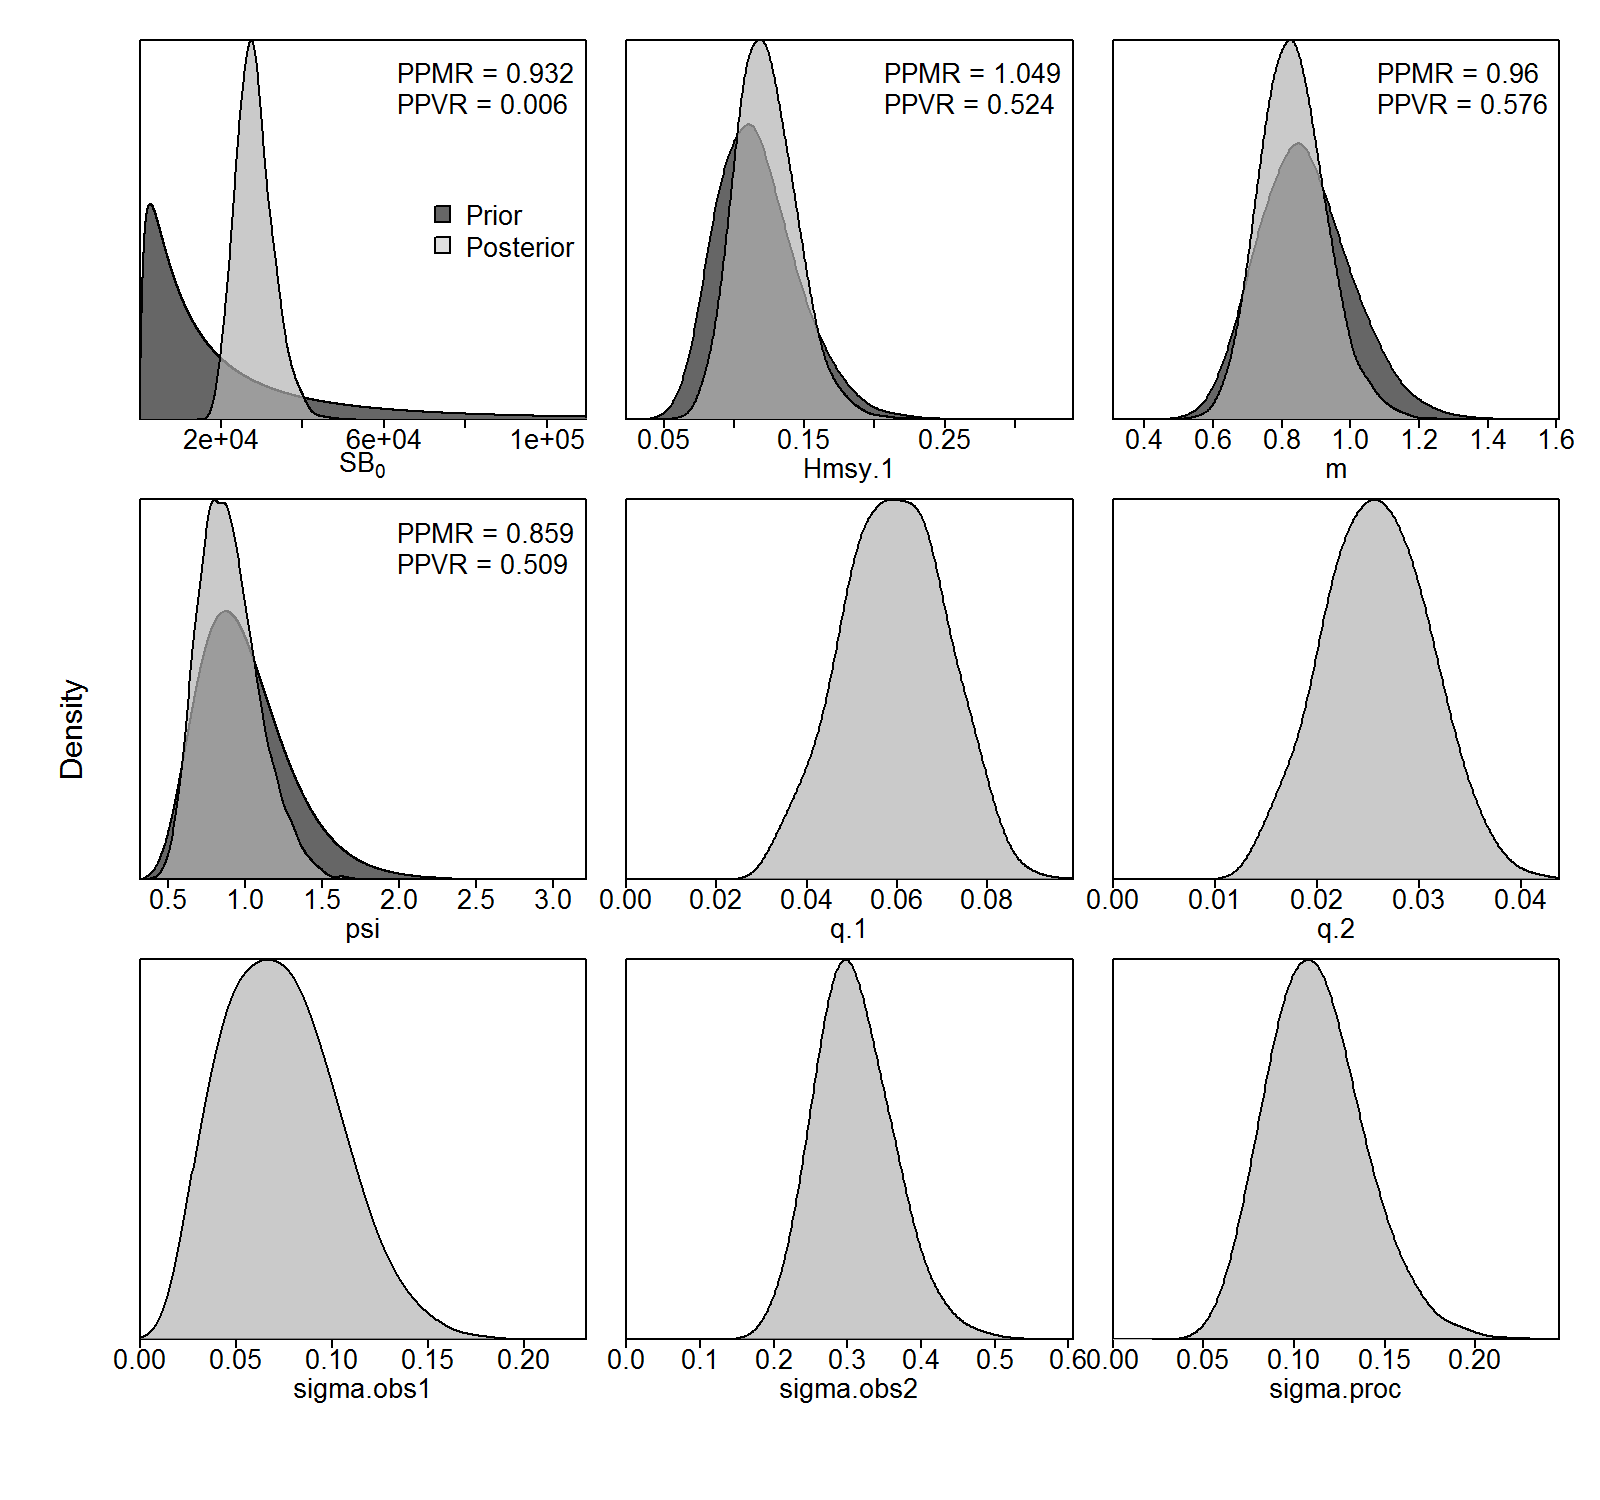 PPMR = 0.932
PPVR = 0.006
Prior
Posterior
2e+04 6e+04 1e+05
SB0
PPMR = 1.049
PPVR = 0.524
0.05 0.15 0.25
Hmsy.1
PPMR = 0.96
PPVR = 0.576
0.4 0.6 0.8 1.0 1.2 1.4 1.6
m
Density
PPMR = 0.859
PPVR = 0.509
0.5 1.0 1.5 2.0 2.5 3.0
psi
0.00 0.02 0.04 0.06 0.08
q.1
0.00 0.01 0.02 0.03 0.04
q.2
0.00 0.05 0.10 0.15 0.20
sigma.obs1
0.0 0.1 0.2 0.3 0.4 0.5 0.6
sigma.obs2
0.00 0.05 0.10 0.15 0.20
sigma.proc